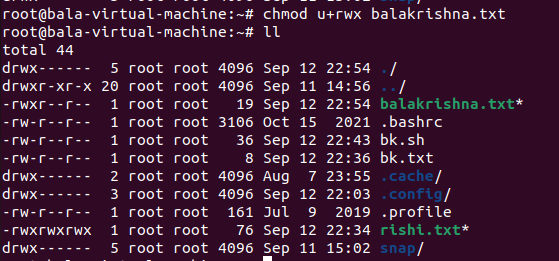 root@bala-virtual-machine:~# chmod u+rwx balakrishna.txt
root@bala-virtual-machine:~# ll
total 44
drwx------  5 root root 4096 Sep 12 22:54 ./
drwxr-xr-x 20 root root 4096 Sep 11 14:56 ../
-rwxr--r--  1 root root   19 Sep 12 22:54 balakrishna.txt*
-rw-r--r--  1 root root 3106 Oct 15  2021 .bashrc
-rw-r--r--  1 root root   36 Sep 12 22:43 bk.sh
-rw-r--r--  1 root root    8 Sep 12 22:36 bk.txt
drwx------  2 root root 4096 Aug  7 23:55 .cache/
drwx------  3 root root 4096 Sep 12 22:03 .config/
-rw-r--r--  1 root root  161 Jul  9  2019 .profile
-rwxrwxrwx  1 root root   76 Sep 12 22:34 rishi.txt*
drwx------  5 root root 4096 Sep 11 15:02 snap/